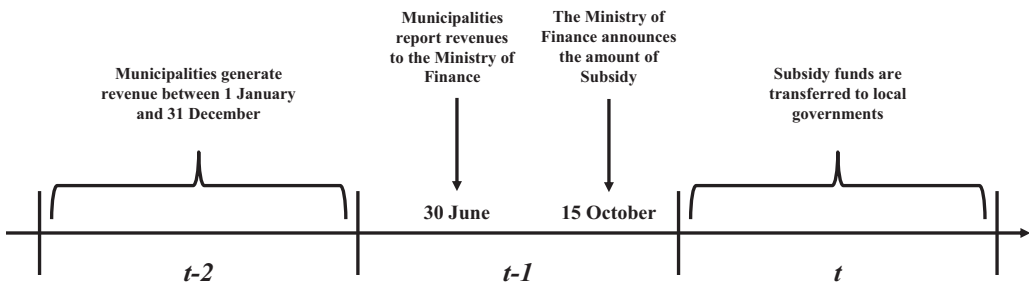 Municipalities generate
revenue between 1 January
and 31 December
Municipalities
report revenues
to the Ministry of
Finance
The Ministry of
Finance announces
the amount of
Subsidy
Subsidy funds are
transferred to local
governments
30 June
15 October
t-2
t-1
t